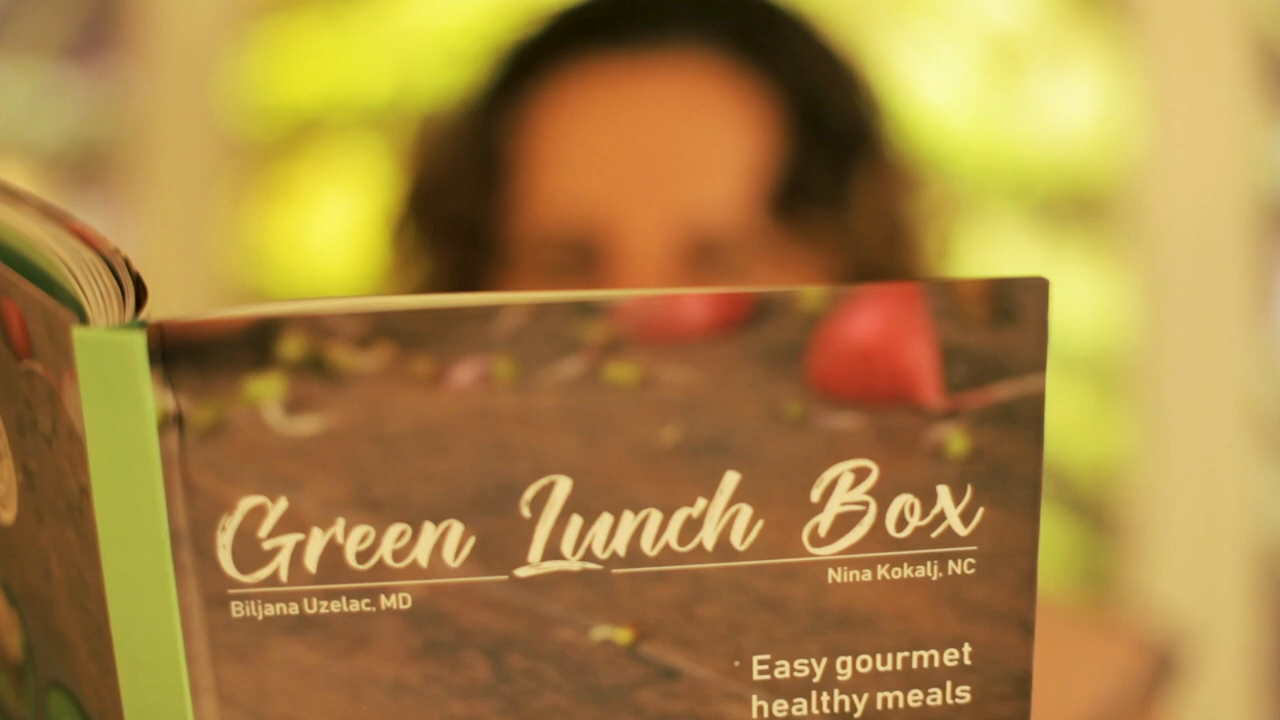 Green Lunch Box
Nina Kokalj, NC
Biljana Uzelac, MD
Easy gourmet
healthy meals